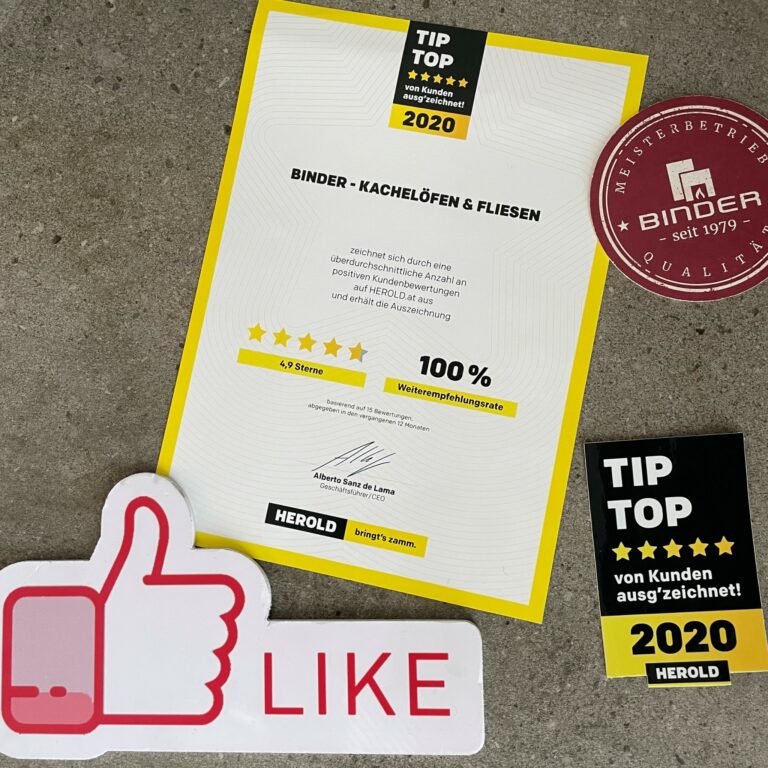 TIP
TOP
von Kunden
ausg'zeichnet!
2020
BINDER - KACHELÖFEN & FLIESEN
zeichnet sich durch eine
überdurchschnittliche Anzahl an
positiven Kundenbewertungen
auf HEROLD.at aus
und erhält die Auszeichnung
4,9 Sterne
100 %
Weiterempfehlungsrate
basierend auf 15 Bewertungen,
abgegeben in den vergangenen 12 Monaten
Alberto Sanz de Lama
Geschäftsführer/CEO
HEROLD bringt's zamm.
MEISTERBETRIEB
BINDER
- seit 1979 -
QUALITÄT
TIP
TOP
von Kunden
ausg'zeichnet!
2020
HEROLD
LIKE